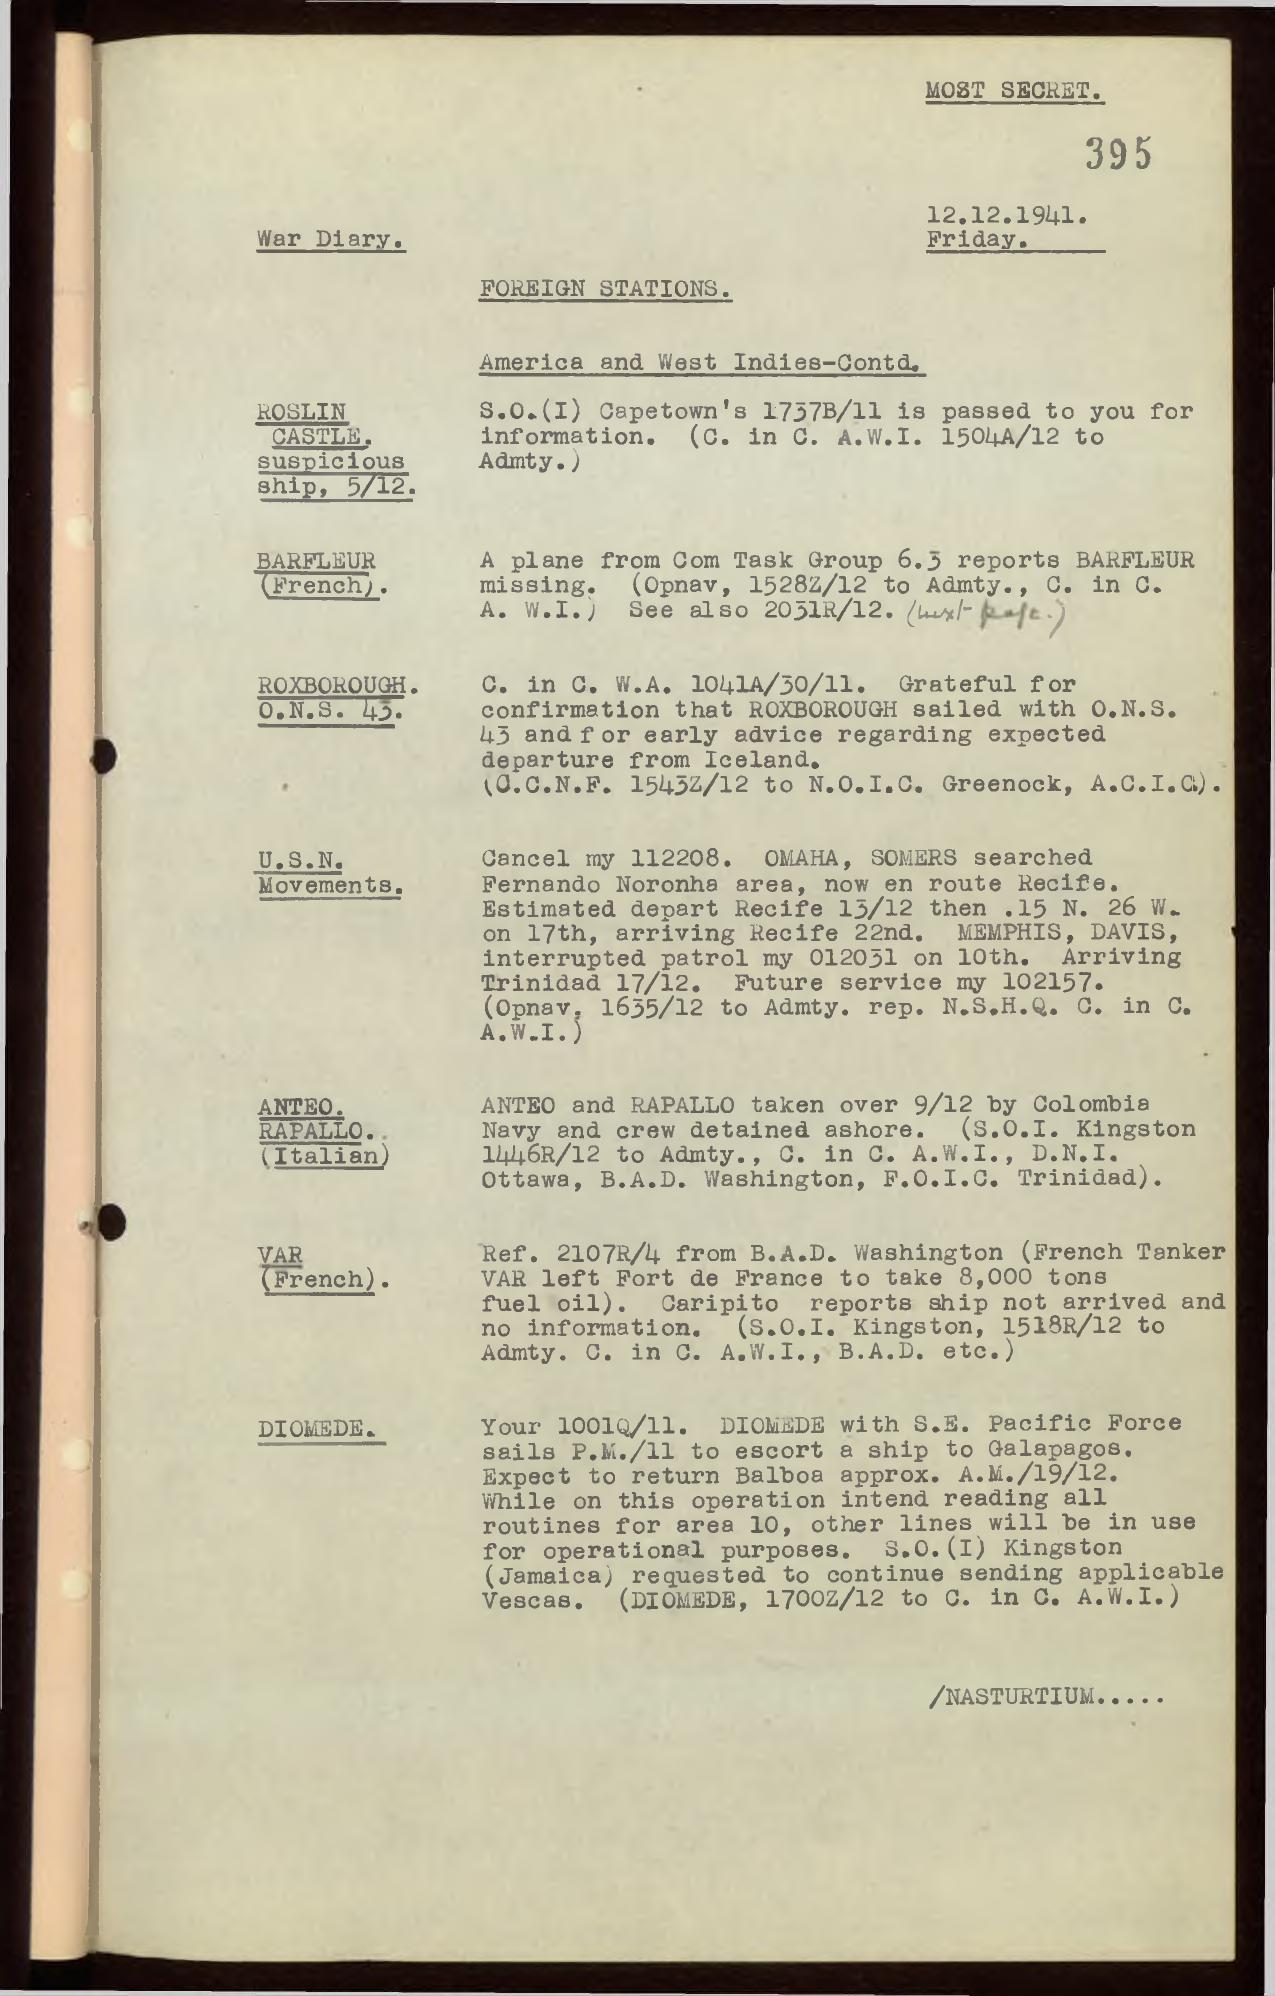 MOST SECRET.
395
12.12.1941.
War Diary.
Friday.
FOREIGN STATIONS.
America and West Indies-Contd.
ROSLIN
CASTLE.
suspicious
ship, 5/12.
S.O.(I) Capetown's 1737B/11 is passed to you for
information. (C. in C. A.W.I. 1504A/12 to
Admty.)
BARFLEUR
(French).
A plane from Com Task Group 6.3 reports BARFLEUR
missing. (Opnav, 1528Z/12 to Admty., C. in C.
A. W.I.) See also 2031R/12. (next page.)
ROXBOROUGH.
O.N.S. 43.
C. in C. W.A. 1041A/30/11. Grateful for
confirmation that ROXBOROUGH sailed with O.N.S.
43 and for early advice regarding expected
departure from Iceland.
(C.C.N.F. 1543Z/12 to N.O.I.C. Greenock, A.C.I.C.).
U.S.N.
Movements.
Cancel my 112208. OMAHA, SOMERS searched
Fernando Noronha area, now en route Recife.
Estimated depart Recife 13/12 then .15 N. 26 W.
on 17th, arriving Recife 22nd. MEMPHIS, DAVIS,
interrupted patrol my 012031 on 10th. Arriving
Trinidad 17/12. Future service my 102157.
(Opnav, 1635/12 to Admty. rep. N.S.H.Q. C. in C.
A.W.I.)
ANTEO.
RAPALLO.
(Italian)
ANTEO and RAPALLO taken over 9/12 by Colombia
Navy and crew detained ashore. (S.O.I. Kingston
1446R/12 to Admty., C. in C. A.W.I., D.N.I.
Ottawa, B.A.D. Washington, F.O.I.C. Trinidad).
VAR
(French).
Ref. 2107R/4 from B.A.D. Washington (French Tanker
VAR left Fort de France to take 8,000 tons
fuel oil). Caripito reports ship not arrived and
no information. (S.O.I. Kingston, 1518R/12 to
Admty. C. in C. A.W.I., B.A.D. etc.)
DIOMEDE.
Your 1001Q/11. DIOMEDE with S.E. Pacific Force
sails P.M./11 to escort a ship to Galapagos.
Expect to return Balboa approx. A.M./19/12.
While on this operation intend reading all
routines for area 10, other lines will be in use
for operational purposes. S.O.(I) Kingston
(Jamaica) requested to continue sending applicable
Vescas. (DIOMEDE, 1700Z/12 to C. in C. A.W.I.)
/NASTURTIUM.....